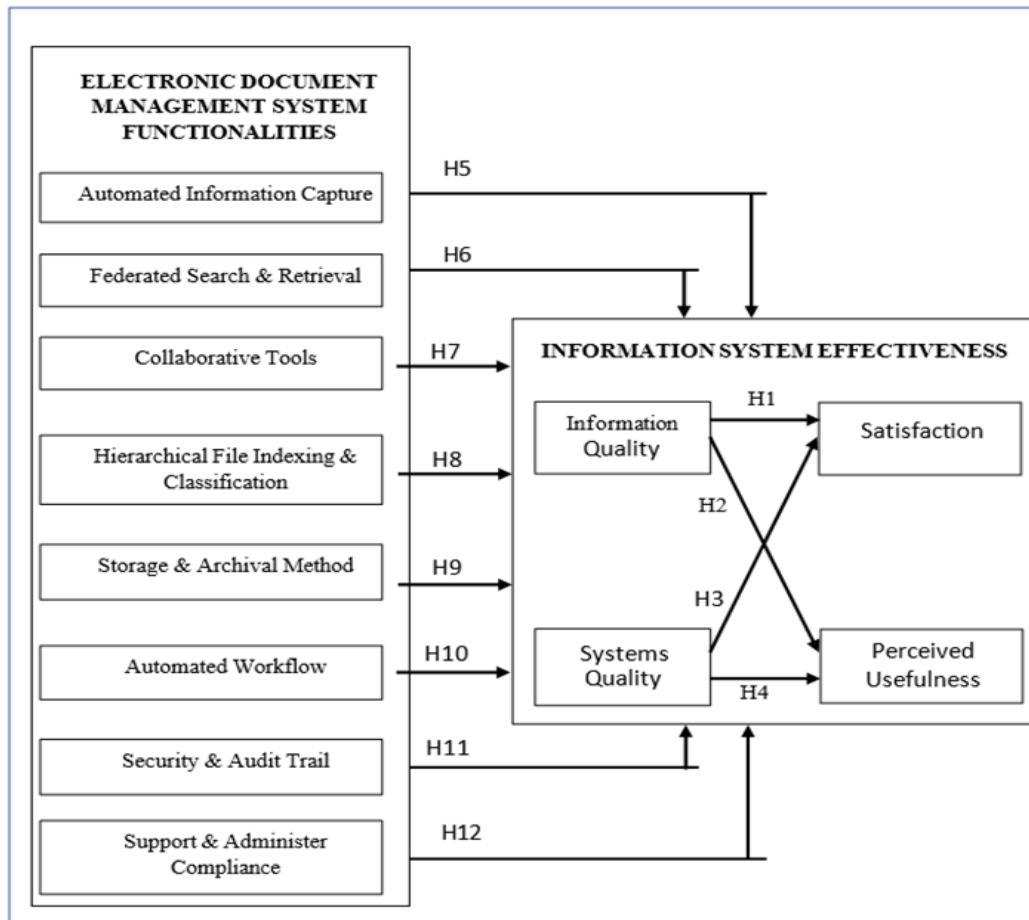 ELECTRONIC DOCUMENT
MANAGEMENT SYSTEM
FUNCTIONALITIES
Automated Information Capture
Federated Search & Retrieval
Collaborative Tools
Hierarchical File Indexing &
Classification
Storage & Archival Method
Automated Workflow
Security & Audit Trail
Support & Administer
Compliance
H5
H6
H7
H8
H9
H10
H11
H12
INFORMATION SYSTEM EFFECTIVENESS
Information
Quality
H1
Satisfaction
H2
H3
Systems
Quality
H4
Perceived
Usefulness